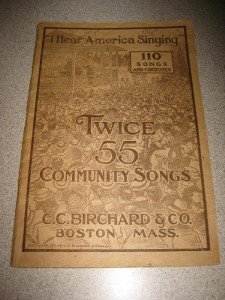 "I Hear America Singing"
110
SONGS
AND CHORUSES
TWICE
55
COMMUNITY SONGS
C.C. BIRCHARD & CO.
BOSTON MASS.